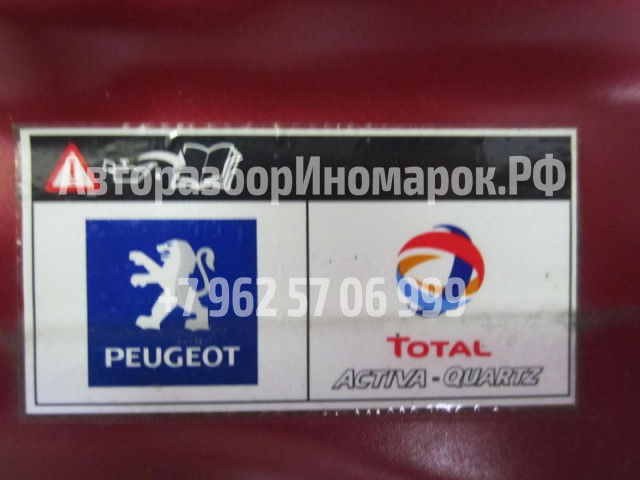 АвторазборИномарок.РФ
+7962 57 06 999
PEUGEOT
TOTAL
ACTIVA - QUARTZ